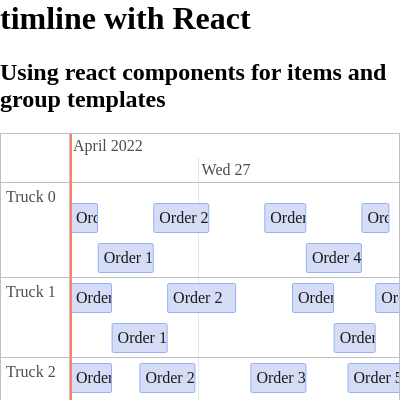 timline with React
Using react components for items and
group templates
April 2022
Wed 27
Truck 0
Ord
Order 2
Order
Ord
Order 1
Order 4
Truck 1
Order
Order 2
Order
Or
Order 1
Order
Truck 2
Order
Order 2
Order 3
Order 5